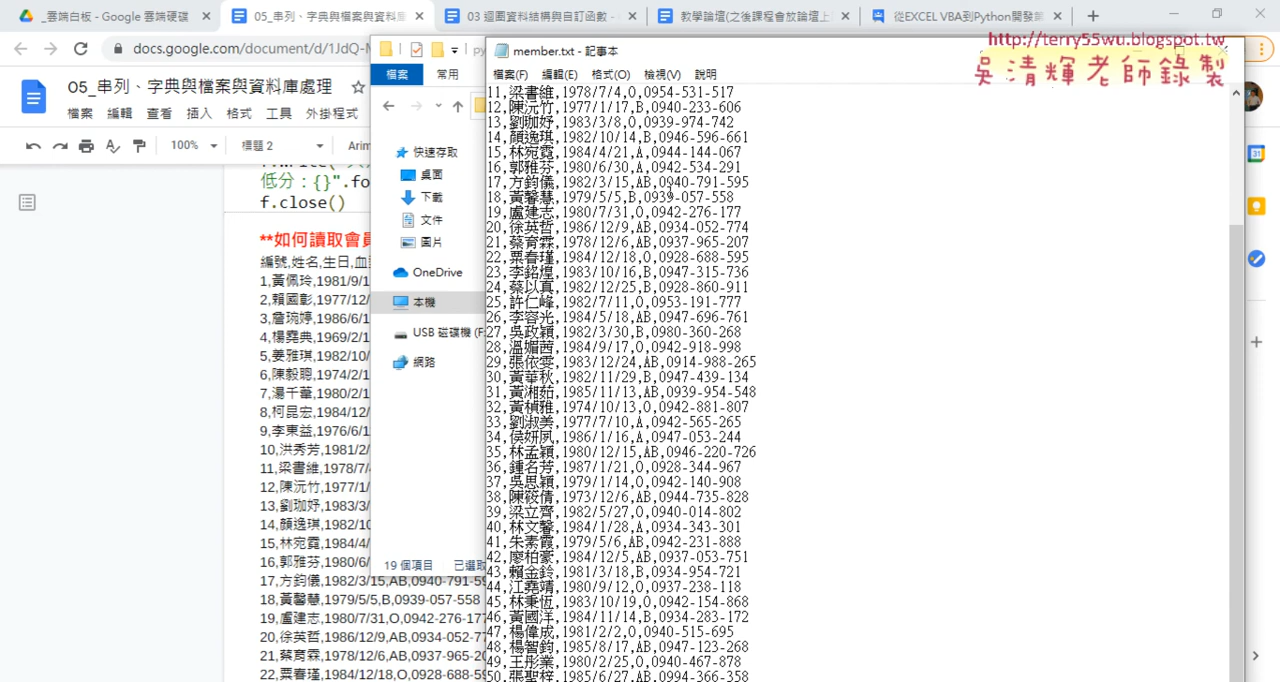 _雲端白板 - Google 雲端硬碟
05_串列、字典與檔案與資料庫
03 迴圈資料結構與自訂函數 -
教學論壇(之後課程會放論壇上
從EXCEL VBA到Python開發
docs.google.com/document/d/1JdQ-M
05_串列、字典與檔案與資料庫處理
檔案 編輯 查看 插入 格式 工具 外掛程式
100% 標題 2
低分：{}".fo
f.close()
**如何讀取會員
編號,姓名,生日,血
1,黃佩玲,1981/9/1
2,賴國彰,1977/12/
3,詹琬婷,1986/6/1
4,楊堯典,1969/2/1
5,姜雅琪,1982/10/
6,陳毅聰,1974/2/1
7,湯千華,1980/2/1
8,柯昆宏,1984/12/
9,李東益,1976/6/1
10,洪秀芳,1981/2/
11,梁書維,1978/7/
12,陳沅竹,1977/1/
13,劉珈妤,1983/3/
14,顏逸琪,1982/10
15,林宛霓,1984/4/
16,郭雅芬,1980/6/
17,方鈞儀,1982/3/15,AB,0940-791-59
18,黃馨慧,1979/5/5,B,0939-057-558
19,盧建志,1980/7/31,O,0942-276-177
20,徐英哲,1986/12/9,AB,0934-052-77
21,蔡育霖,1978/12/6,AB,0937-965-20
22,粟春瑾,1984/12/18,O,0928-688-59
檔案 常用
快速存取
桌面
下載
文件
圖片
OneDrive
本機
USB 磁碟機 (F
網路
19 個項目 已選取
member.txt - 記事本
檔案(F) 編輯(E) 格式(O) 檢視(V) 說明
http://terry55wu.blogspot.tw
吳清輝老師錄製
11,梁書維,1978/7/4,O,0954-531-517
12,陳沅竹,1977/1/17,B,0940-233-606
13,劉珈妤,1983/3/8,O,0939-974-742
14,顏逸琪,1982/10/14,B,0946-596-661
15,林宛霓,1984/4/21,A,0944-144-067
16,郭雅芬,1980/6/30,A,0942-534-291
17,方鈞儀,1982/3/15,AB,0940-791-595
18,黃馨慧,1979/5/5,B,0939-057-558
19,盧建志,1980/7/31,O,0942-276-177
20,徐英哲,1986/12/9,AB,0934-052-774
21,蔡育霖,1978/12/6,AB,0937-965-207
22,粟春瑾,1984/12/18,O,0928-688-595
23,李銘煌,1983/10/16,B,0947-315-736
24,蔡以真,1982/12/25,B,0928-860-911
25,許仁峰,1982/7/11,O,0953-191-777
26,李容光,1984/5/18,AB,0947-696-761
27,吳政穎,1982/3/30,B,0980-360-268
28,溫媚茜,1984/9/17,O,0942-918-998
29,張依雯,1983/12/24,AB,0914-988-265
30,黃華秋,1982/11/29,B,0947-439-134
31,黃湘茹,1985/11/13,AB,0939-954-548
32,黃楨雅,1974/10/13,O,0942-881-807
33,劉淑美,1977/7/10,A,0942-565-265
34,侯妍夙,1986/1/16,A,0947-053-244
35,林孟穎,1980/12/15,AB,0946-220-726
36,鍾名芳,1987/1/21,O,0928-344-967
37,吳思穎,1979/1/14,O,0942-140-908
38,陳筱倩,1973/12/6,AB,0944-735-828
39,梁立齊,1982/5/27,O,0940-014-802
40,林文馨,1984/1/28,A,0934-343-301
41,朱素霞,1979/5/6,AB,0942-231-888
42,廖柏豪,1984/12/5,AB,0937-053-751
43,賴金鈴,1981/3/18,B,0934-954-721
44,江堯靖,1980/9/12,O,0937-238-118
45,林秉恆,1983/10/19,O,0942-154-868
46,黃國洋,1984/11/14,B,0934-283-172
47,楊偉成,1981/2/2,O,0940-515-695
48,楊智鈞,1985/8/17,AB,0947-123-268
49,王彤業,1980/2/25,O,0940-467-878
50,張聖梓,1985/6/27,AB,0994-366-358